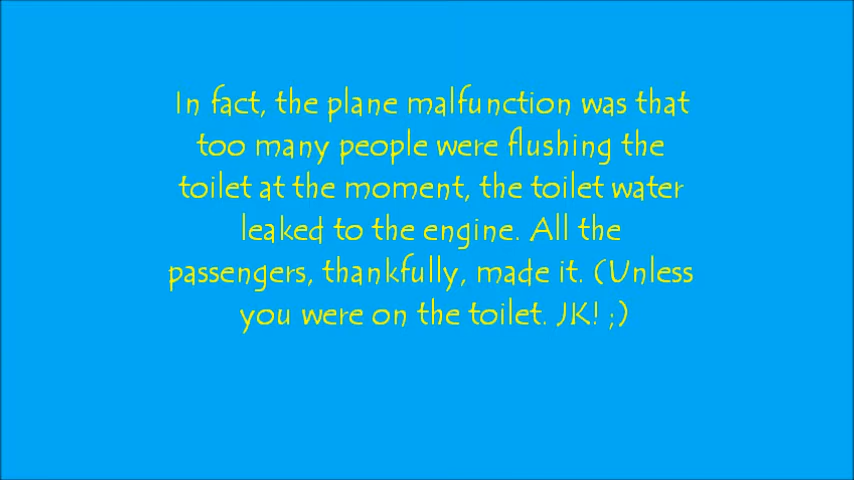 In fact, the plane malfunction was that
too many people were flushing the
toilet at the moment, the toilet water
leaked to the engine. All the
passengers, thankfully, made it. (Unless
you were on the toilet. JK! ;)